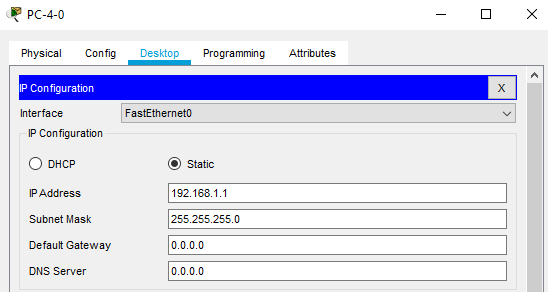 PC-4-0
Physical Config Desktop Programming Attributes
IP Configuration X
Interface FastEthernet0
IP Configuration
DHCP Static
IP Address 192.168.1.1
Subnet Mask 255.255.255.0
Default Gateway 0.0.0.0
DNS Server 0.0.0.0